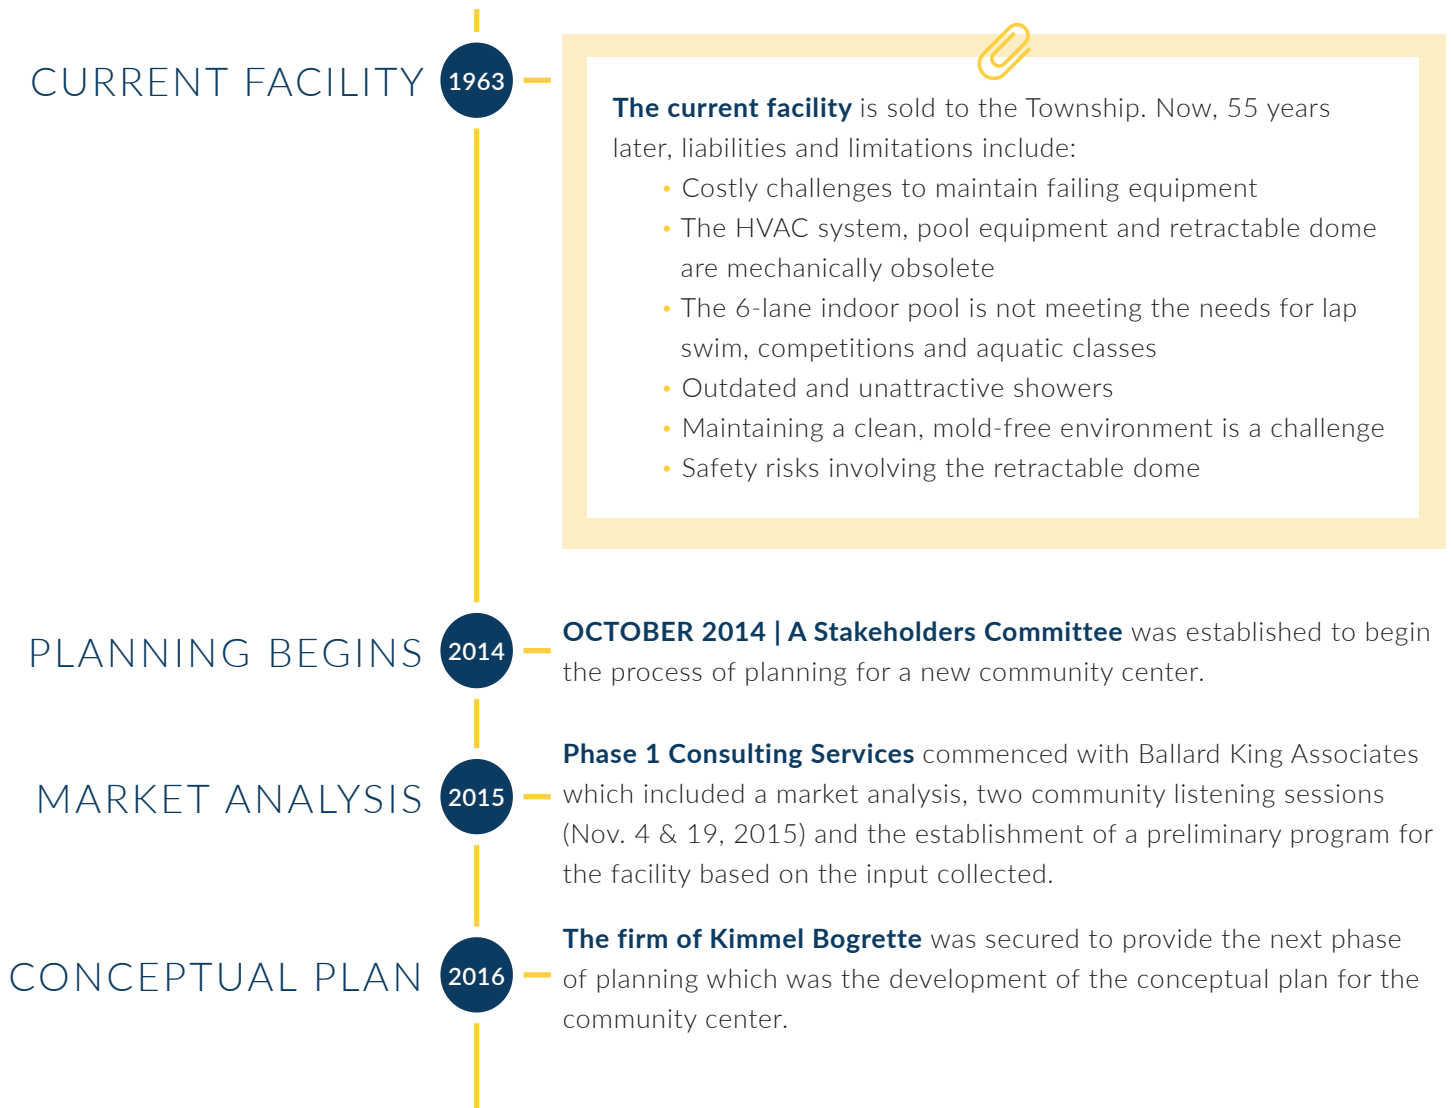 CURRENT FACILITY
1963
The current facility is sold to the Township. Now, 55 years
later, liabilities and limitations include:
• Costly challenges to maintain failing equipment
• The HVAC system, pool equipment and retractable dome
are mechanically obsolete
• The 6-lane indoor pool is not meeting the needs for lap
swim, competitions and aquatic classes
• Outdated and unattractive showers
• Maintaining a clean, mold-free environment is a challenge
• Safety risks involving the retractable dome
PLANNING BEGINS
2014
OCTOBER 2014 | A Stakeholders Committee was established to begin
the process of planning for a new community center.
MARKET ANALYSIS
2015
Phase 1 Consulting Services commenced with Ballard King Associates
which included a market analysis, two community listening sessions
(Nov. 4 & 19, 2015) and the establishment of a preliminary program for
the facility based on the input collected.
CONCEPTUAL PLAN
2016
The firm of Kimmel Bogrette was secured to provide the next phase
of planning which was the development of the conceptual plan for the
community center.